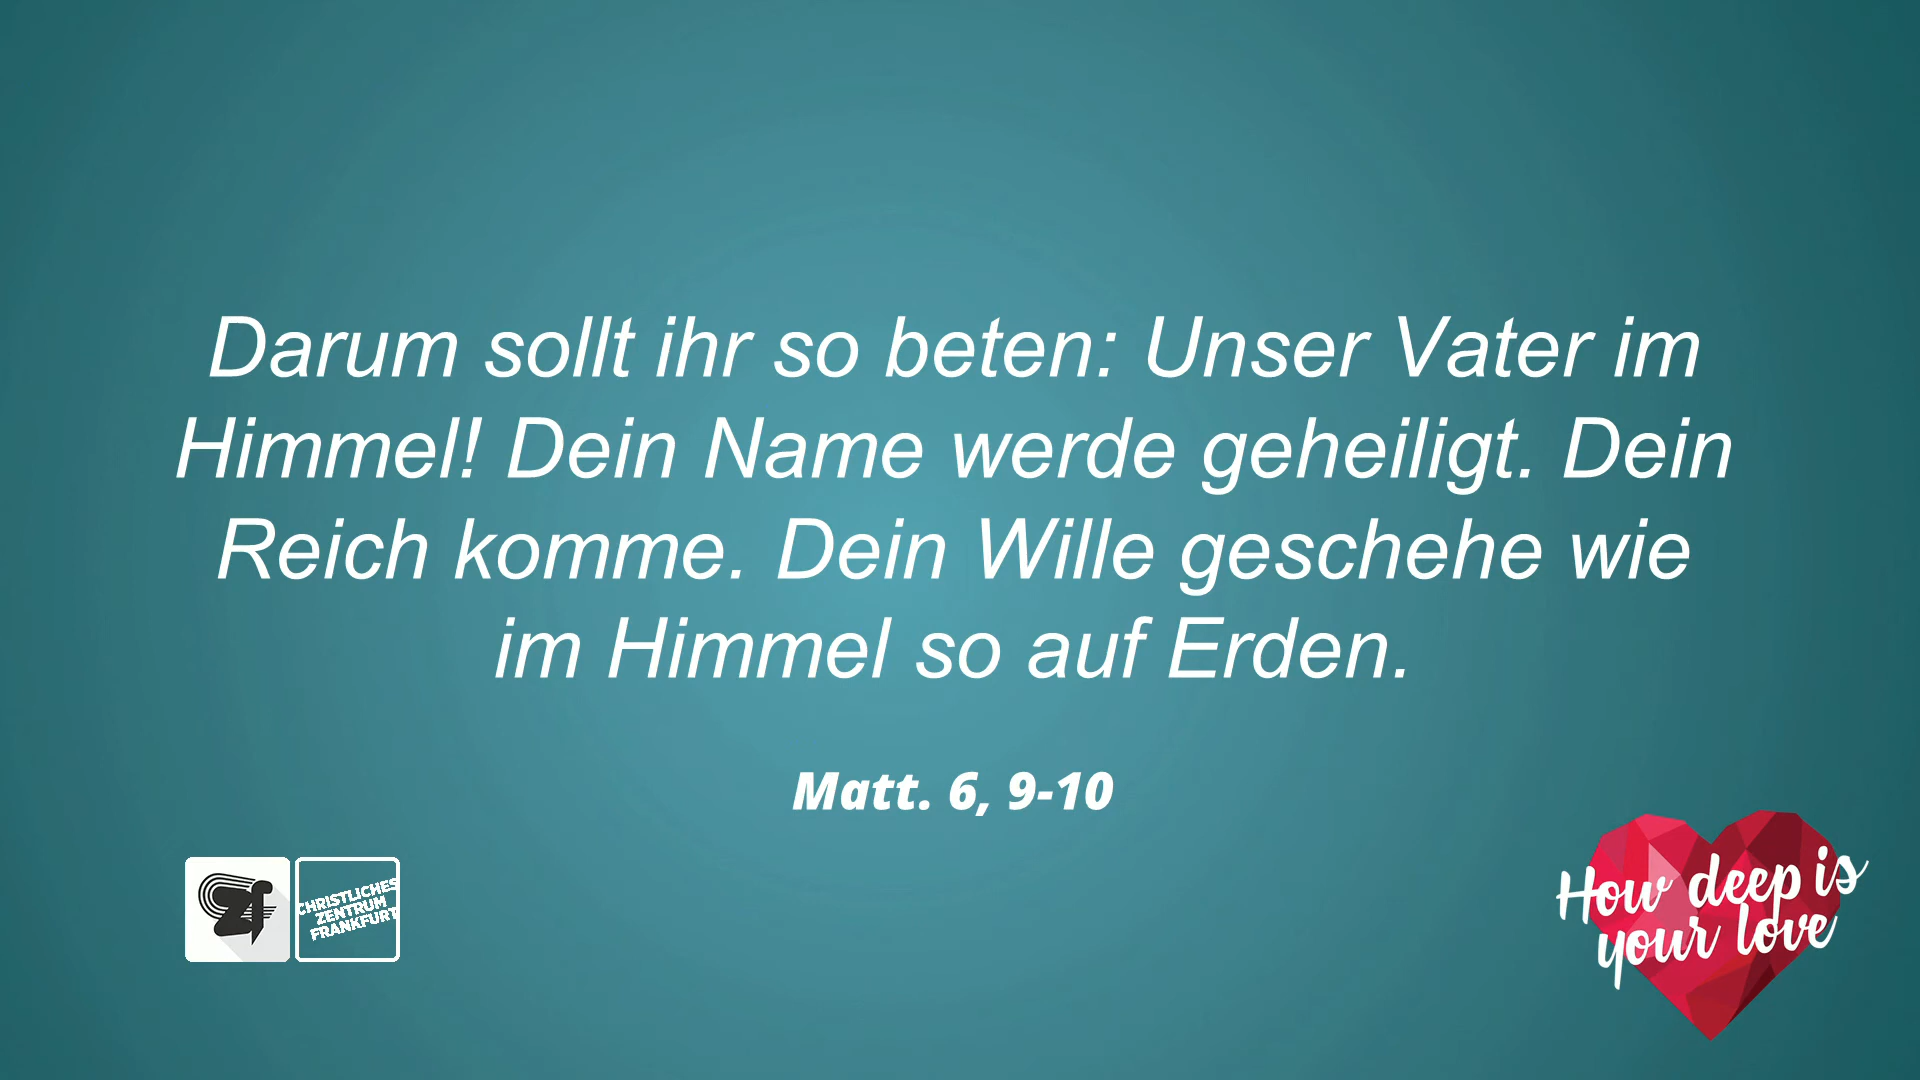 Darum sollt ihr so beten: Unser Vater im
Himmel! Dein Name werde geheiligt. Dein
Reich komme. Dein Wille geschehe wie
im Himmel so auf Erden.
Matt. 6, 9-10
czf
CHRISTLICHES
ZENTRUM
FRANKFURT
How deep is
your love